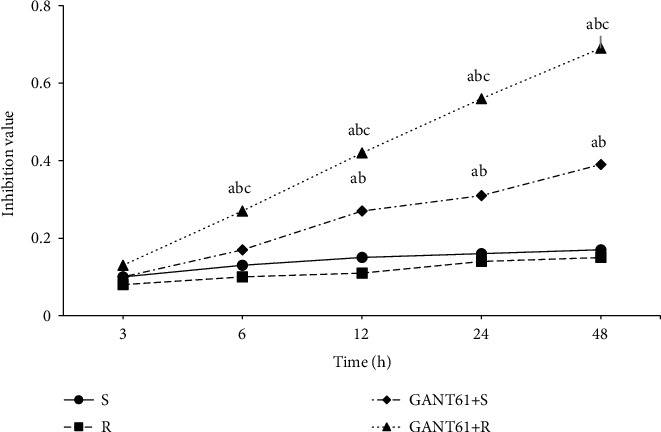 0.8
0.6
0.4
0.2
0
Inhibition value
abc
abc
abc
abc
ab
ab
ab
3 6 12 24 48
Time (h)
S GANT61+S
R GANT61+R